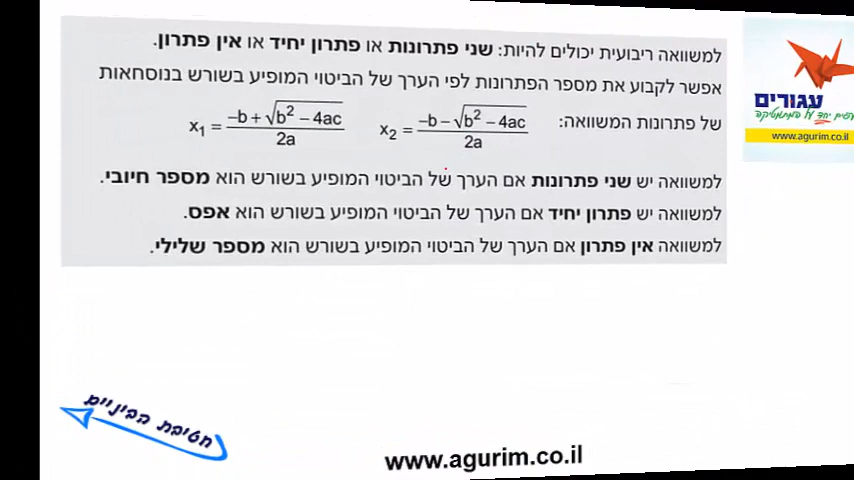 למשוואה ריבועית יכולים להיות: שני פתרונות או פתרון יחיד או אין פתרון.
אפשר לקבוע את מספר הפתרונות לפי הערך של הביטוי המופיע בשורש בנוסחאות
של פתרונות המשוואה: x₂ = (–b – √(b² – 4ac)) / 2a x₁ = (–b + √(b² – 4ac)) / 2a
למשוואה יש שני פתרונות אם הערך של הביטוי המופיע בשורש הוא מספר חיובי.
למשוואה יש פתרון יחיד אם הערך של הביטוי המופיע בשורש הוא אפס.
למשוואה אין פתרון אם הערך של הביטוי המופיע בשורש הוא מספר שלילי.
עגורים
יחד על המתמטיקה
www.agurim.co.il
חטיבת הביניים
www.agurim.co.il